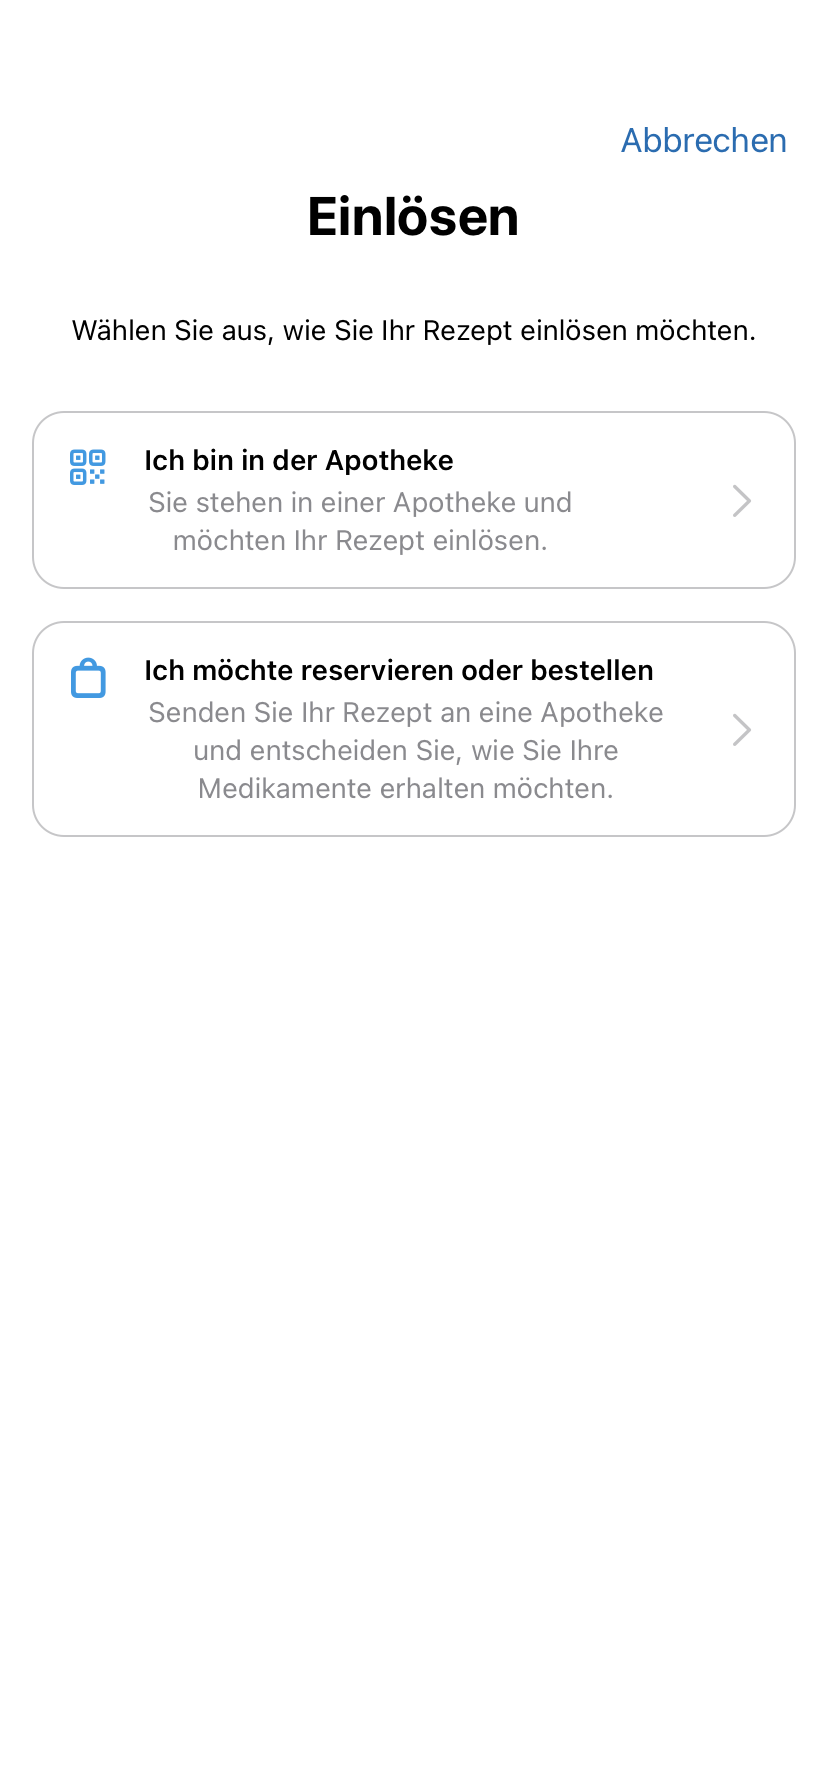 Abbrechen
Einlösen
Wählen Sie aus, wie Sie Ihr Rezept einlösen möchten.
Ich bin in der Apotheke
Sie stehen in einer Apotheke und
möchten Ihr Rezept einlösen.
Ich möchte reservieren oder bestellen
Senden Sie Ihr Rezept an eine Apotheke
und entscheiden Sie, wie Sie Ihre
Medikamente erhalten möchten.